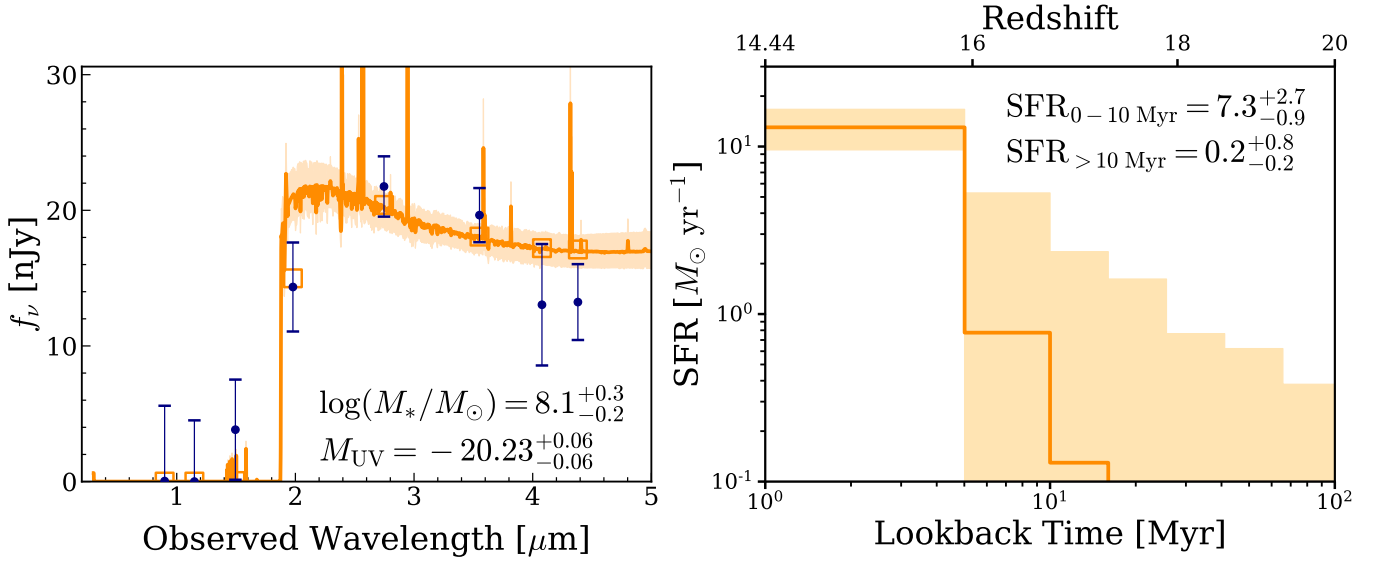 30
20
10
0
f_ν [nJy]
log(M_*/M_⊙) = 8.1^{+0.3}_{-0.2}
M_UV = −20.23^{+0.06}_{-0.06}
1 2 3 4 5
Observed Wavelength [μm]
Redshift
14.44 16 18 20
SFR_{0−10 Myr} = 7.3^{+2.7}_{-0.9}
SFR_{>10 Myr} = 0.2^{+0.8}_{-0.2}
10^1
10^0
10^{-1}
SFR [M_⊙ yr^{−1}]
10^0 10^1 10^2
Lookback Time [Myr]